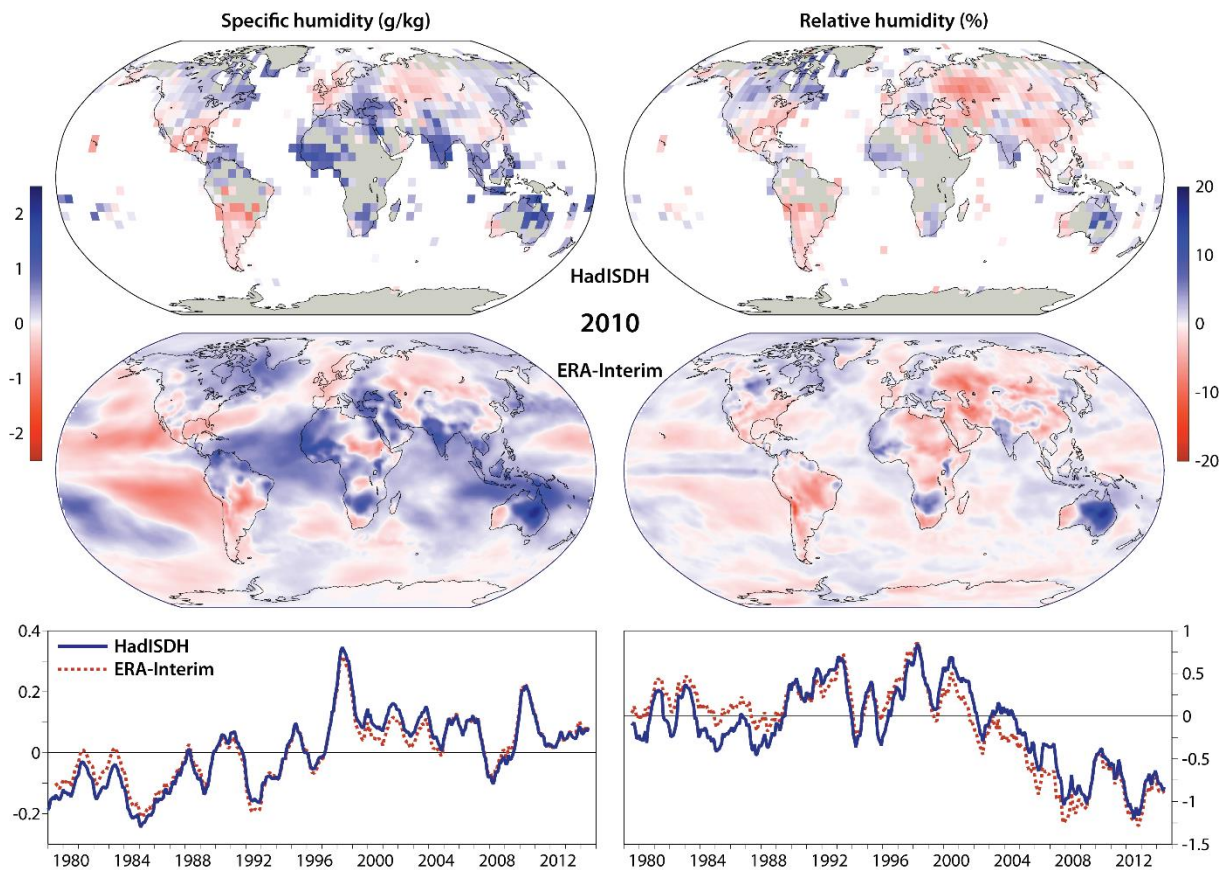 Specific humidity (g/kg)
Relative humidity (%)
2
1
0
-1
-2
20
10
0
-10
-20
HadISDH
2010
ERA-Interim
0.4
0.2
0
-0.2
HadISDH
ERA-Interim
1980 1984 1988 1992 1996 2000 2004 2008 2012
1
0.5
0
-0.5
-1
-1.5
1980 1984 1988 1992 1996 2000 2004 2008 2012